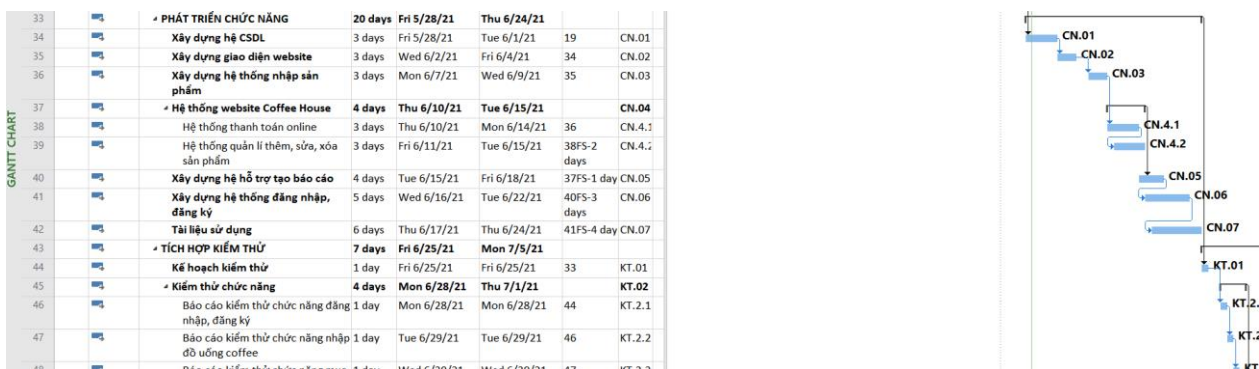 GANTT CHART
33 PHÁT TRIỂN CHỨC NĂNG 20 days Fri 5/28/21 Thu 6/24/21
34 Xây dựng hệ CSDL 3 days Fri 5/28/21 Tue 6/1/21 19 CN.01
35 Xây dựng giao diện website 3 days Wed 6/2/21 Fri 6/4/21 34 CN.02
36 Xây dựng hệ thống nhập sản 3 days Mon 6/7/21 Wed 6/9/21 35 CN.03
phẩm
37 Hệ thống website Coffee House 4 days Thu 6/10/21 Tue 6/15/21 CN.04
38 Hệ thống thanh toán online 3 days Thu 6/10/21 Mon 6/14/21 36 CN.4.1
39 Hệ thống quản lí thêm, sửa, xóa 3 days Fri 6/11/21 Tue 6/15/21 38FS-2 CN.4.2
sản phẩm days
40 Xây dựng hệ hỗ trợ tạo báo cáo 4 days Tue 6/15/21 Fri 6/18/21 37FS-1 day CN.05
41 Xây dựng hệ thống đăng nhập, 5 days Wed 6/16/21 Tue 6/22/21 40FS-3 CN.06
đăng ký days
42 Tài liệu sử dụng 6 days Thu 6/17/21 Thu 6/24/21 41FS-4 day CN.07
43 TÍCH HỢP KIỂM THỬ 7 days Fri 6/25/21 Mon 7/5/21
44 Kế hoạch kiểm thử 1 day Fri 6/25/21 Fri 6/25/21 33 KT.01
45 Kiểm thử chức năng 4 days Mon 6/28/21 Thu 7/1/21 KT.02
46 Báo cáo kiểm thử chức năng đăng 1 day Mon 6/28/21 Mon 6/28/21 44 KT.2.1
nhập, đăng ký
47 Báo cáo kiểm thử chức năng nhập 1 day Tue 6/29/21 Tue 6/29/21 46 KT.2.2
đồ uống coffee
CN.01
CN.02
CN.03
CN.4.1
CN.4.2
CN.05
CN.06
CN.07
KT.01
KT.2.
KT.2
KT